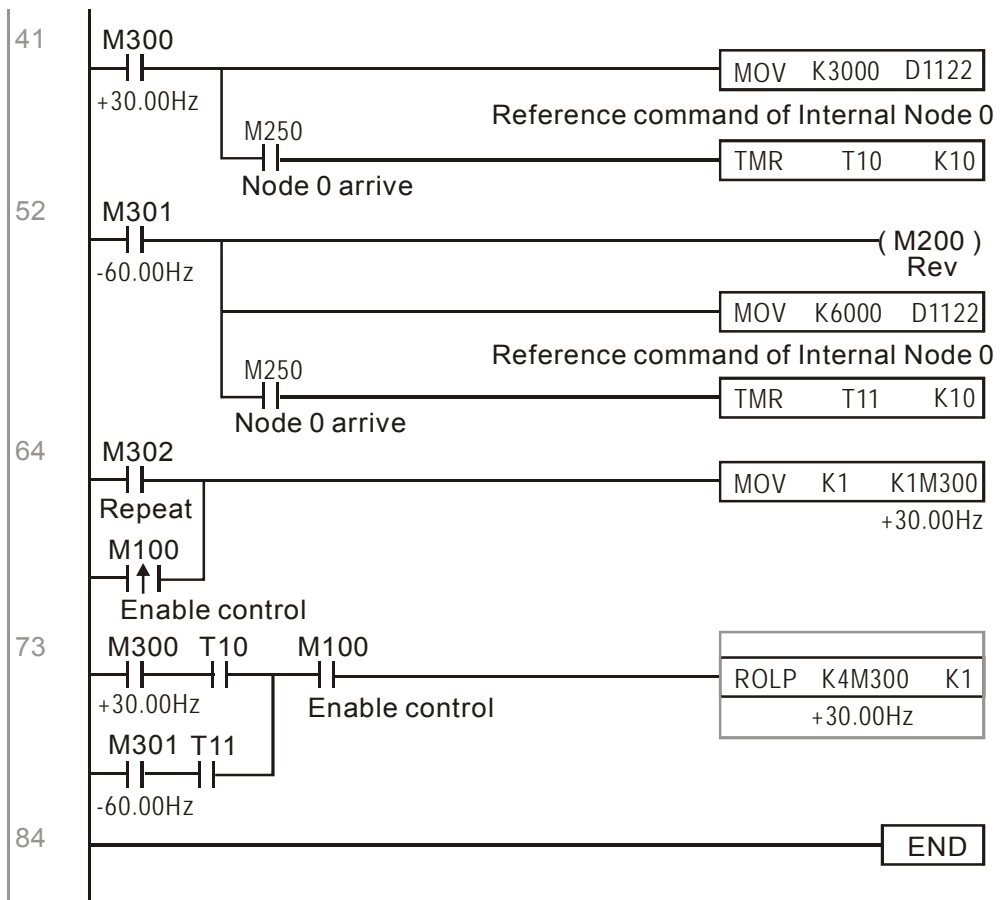 41
M300
MOV K3000 D1122
+30.00Hz
Reference command of Internal Node 0
M250
TMR T10 K10
Node 0 arrive
52
M301
( M200 )
-60.00Hz
Rev
MOV K6000 D1122
Reference command of Internal Node 0
M250
TMR T11 K10
Node 0 arrive
64
M302
MOV K1 K1M300
Repeat
+30.00Hz
M100
Enable control
73
M300 T10 M100
ROLP K4M300 K1
+30.00Hz
Enable control
+30.00Hz
M301 T11
-60.00Hz
84
END